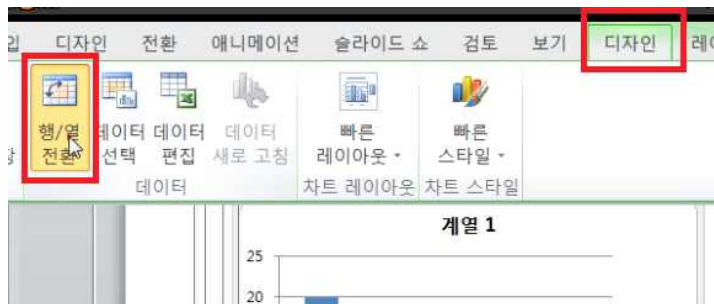 디자인 전환 애니메이션 슬라이드 쇼 검토 보기 디자인
행/열 데이터 데이터 데이터 빠른 빠른
전환 선택 편집 새로 고침 레이아웃 스타일
데이터 차트 레이아웃 차트 스타일
계열 1
25
20